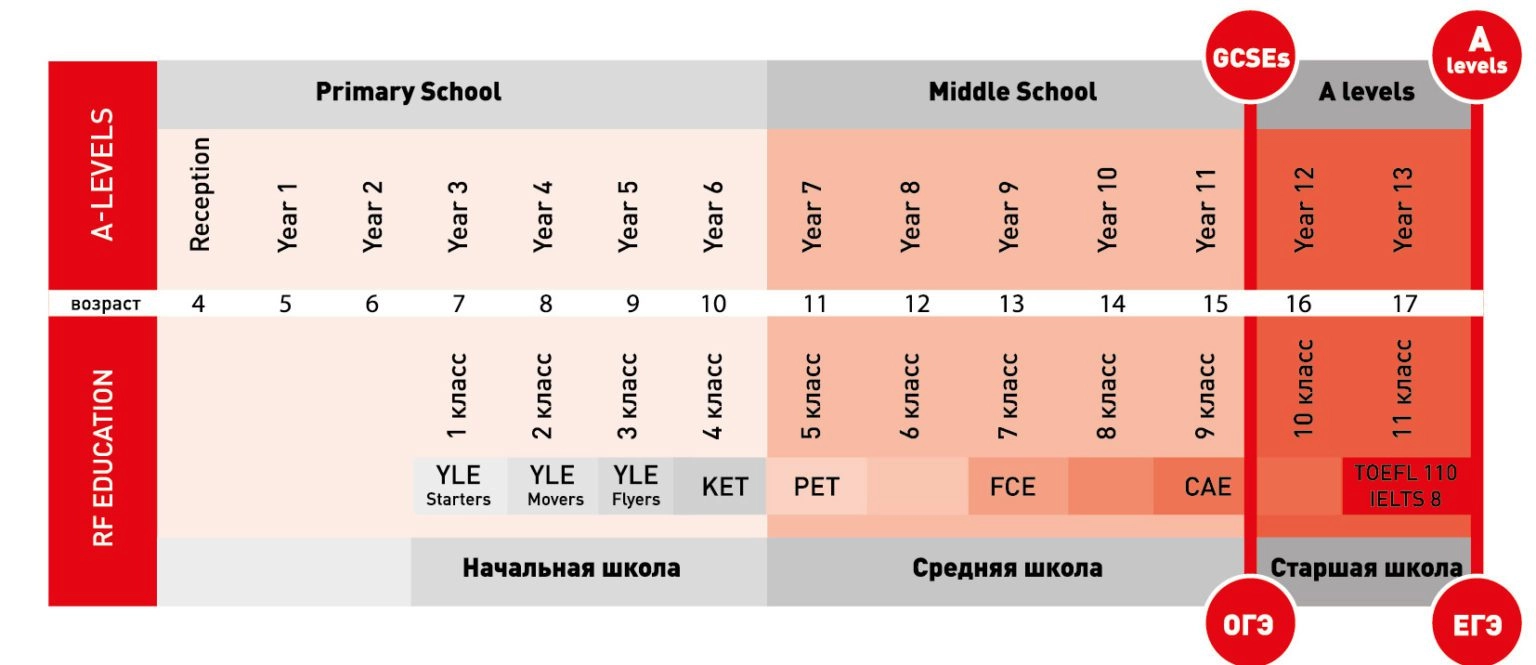 GCSEs
A
levels
Primary School
Middle School
A levels
A-LEVELS
Reception
Year 1
Year 2
Year 3
Year 4
Year 5
Year 6
Year 7
Year 8
Year 9
Year 10
Year 11
Year 12
Year 13
возраст 4 5 6 7 8 9 10 11 12 13 14 15 16 17
RF EDUCATION
1 класс
2 класс
3 класс
4 класс
5 класс
6 класс
7 класс
8 класс
9 класс
10 класс
11 класс
YLE
Starters
YLE
Movers
YLE
Flyers
KET
PET
FCE
CAE
TOEFL 110
IELTS 8
Начальная школа
Средняя школа
Старшая школа
ОГЭ
ЕГЭ